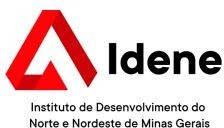 Idene
Instituto de Desenvolvimento do
Norte e Nordeste de Minas Gerais